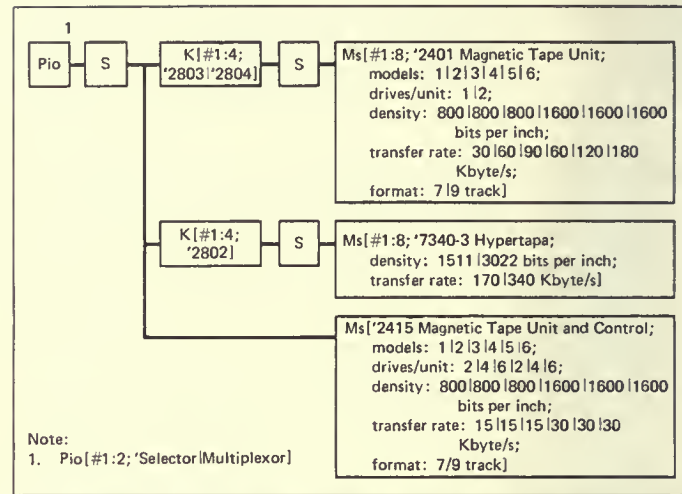 1
Pio
S
K[#1:4;
'2803|'2804]
S
Ms[#1:8; '2401 Magnetic Tape Unit;
models: 1|2|3|4|5|6;
drives/unit: 1|2;
density: 800|800|800|1600|1600|1600
bits per inch;
transfer rate: 30|60|90|60|120|180
Kbyte/s;
format: 7|9 track]
K[#1:4;
'2802]
S
Ms[#1:8; '7340-3 Hypertapa;
density: 1511|3022 bits per inch;
transfer rate: 170|340 Kbyte/s]
Ms['2415 Magnetic Tape Unit and Control;
models: 1|2|3|4|5|6;
drives/unit: 2|4|6|2|4|6;
density: 800|800|800|1600|1600|1600
bits per inch;
transfer rate: 15|15|15|30|30|30
Kbyte/s;
format: 7/9 track]
Note:
1. Pio[#1:2; 'Selector|Multiplexor]